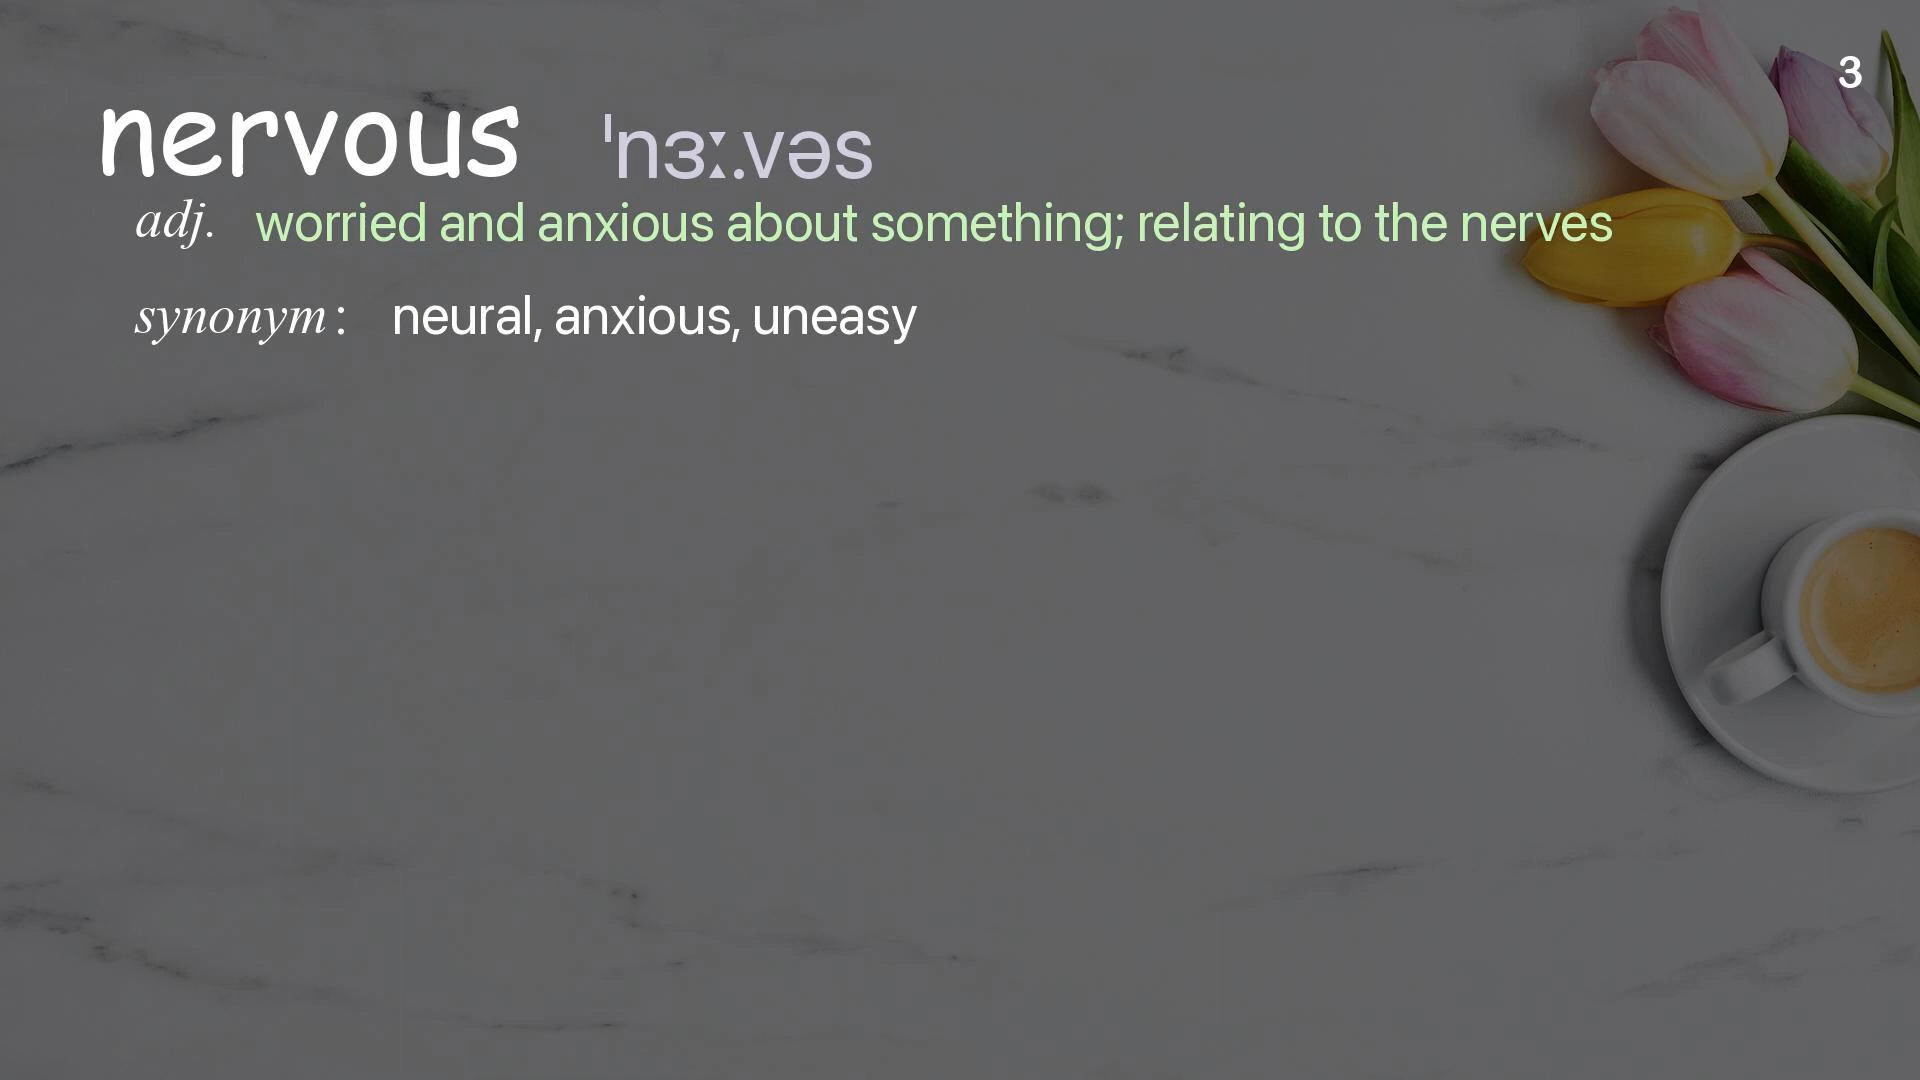 3
nervous ˈnɜː.vəs
adj. worried and anxious about something; relating to the nerves
synonym: neural, anxious, uneasy